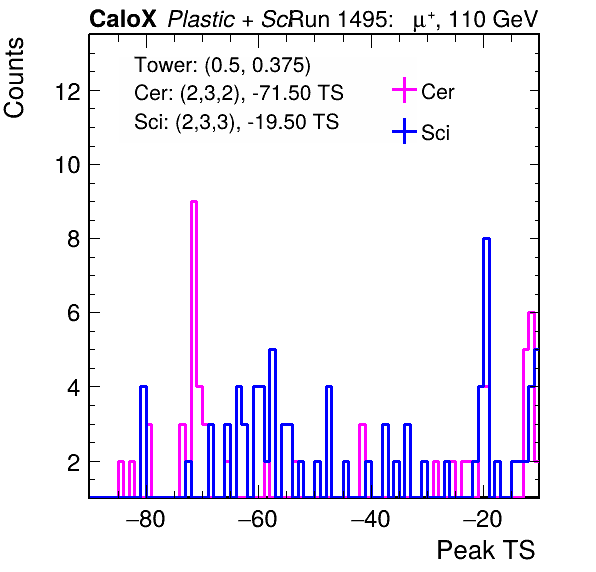 CaloX Plastic + Sci Run 1495: μ+, 110 GeV
Tower: (0.5, 0.375)
Cer: (2,3,2), -71.50 TS
Sci: (2,3,3), -19.50 TS
Cer
Sci
Counts
12
10
8
6
4
2
−80 −60 −40 −20
Peak TS